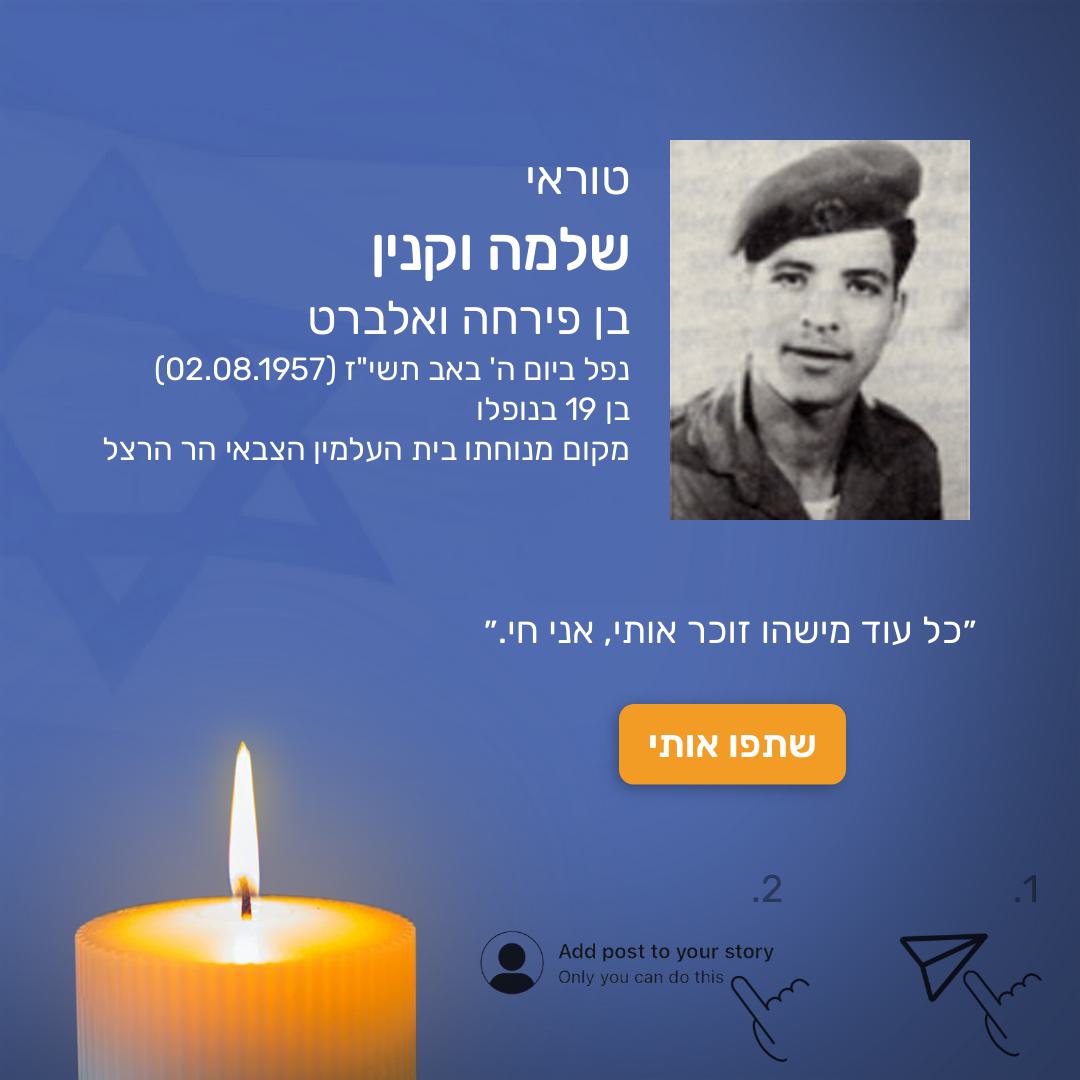 טוראי
שלמה וקנין
בן פירחה ואלברט
נפל ביום ה' באב תשי"ז (02.08.1957)
בן 19 בנופלו
מקום מנוחתו בית העלמין הצבאי הר הרצל
״כל עוד מישהו זוכר אותי, אני חי.״
שתפו אותי
1.
2.
Add post to your story
Only you can do this